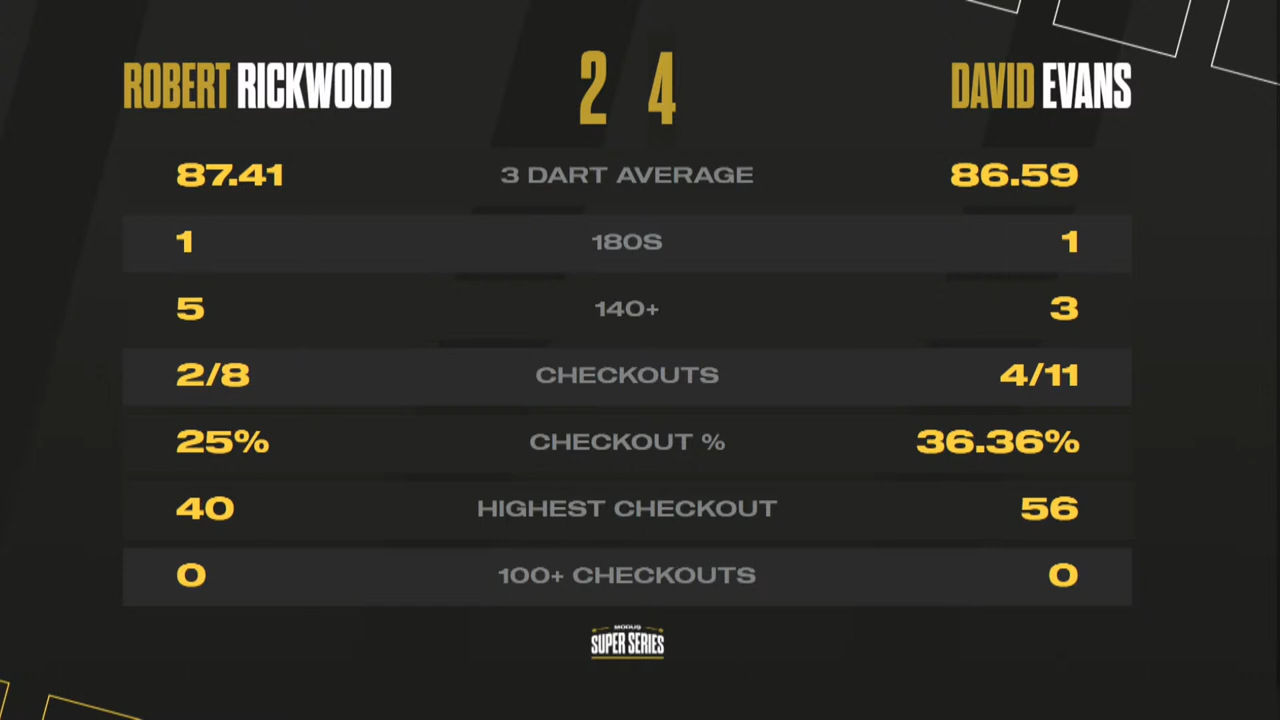 ROBERT RICKWOOD 2 4 DAVID EVANS
87.41 3 DART AVERAGE 86.59
1 180S 1
5 140+ 3
2/8 CHECKOUTS 4/11
25% CHECKOUT % 36.36%
40 HIGHEST CHECKOUT 56
0 100+ CHECKOUTS 0
MODUS
SUPER SERIES